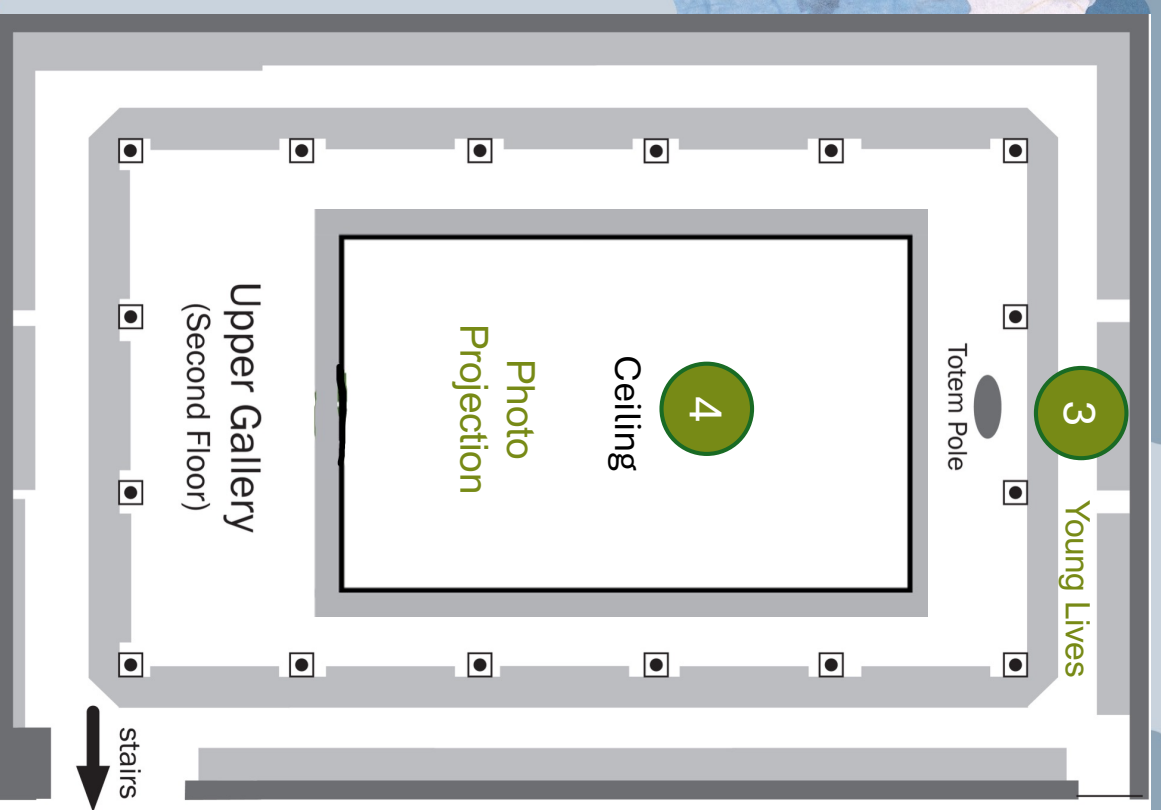 3
Young Lives
Totem Pole
4
Ceiling
Photo
Projection
Upper Gallery
(Second Floor)
stairs